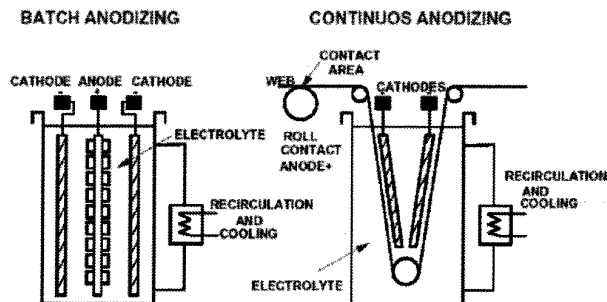 BATCH ANODIZING
CATHODE ANODE CATHODE
- + -
ELECTROLYTE
RECIRCULATION
AND
COOLING
CONTINUOS ANODIZING
CONTACT
AREA
WEB
CATHODES
ROLL
CONTACT
ANODE+
RECIRCULATION
AND
COOLING
ELECTROLYTE